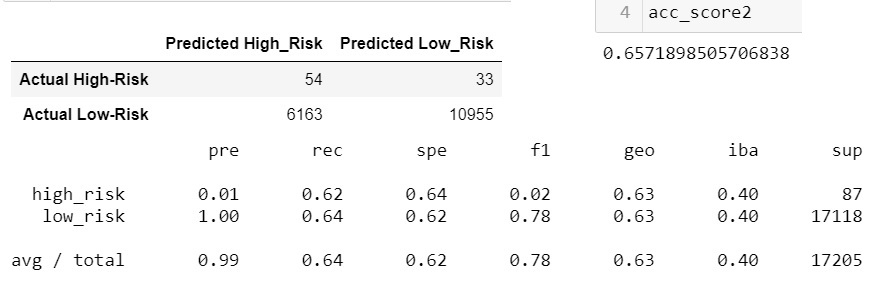 4 acc_score2
0.6571898505706838
Predicted High_Risk Predicted Low_Risk
Actual High-Risk 54 33
Actual Low-Risk 6163 10955
pre rec spe f1 geo iba sup
high_risk 0.01 0.62 0.64 0.02 0.63 0.40 87
low_risk 1.00 0.64 0.62 0.78 0.63 0.40 17118
avg / total 0.99 0.64 0.62 0.78 0.63 0.40 17205